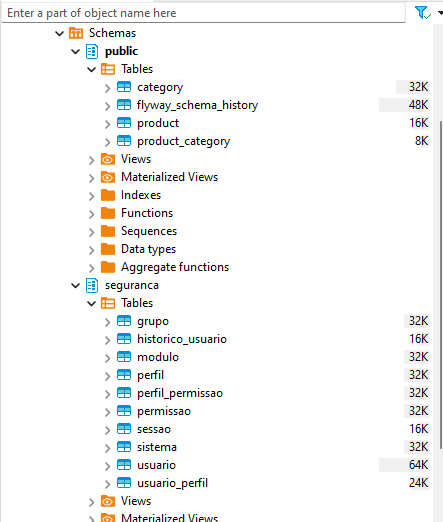 Enter a part of object name here
Schemas
public
Tables
category 32K
flyway_schema_history 48K
product 16K
product_category 8K
Views
Materialized Views
Indexes
Functions
Sequences
Data types
Aggregate functions
seguranca
Tables
grupo 32K
historico_usuario 16K
modulo 32K
perfil 32K
perfil_permissao 32K
permissao 32K
sessao 16K
sistema 32K
usuario 64K
usuario_perfil 24K
Views
Materialized Views